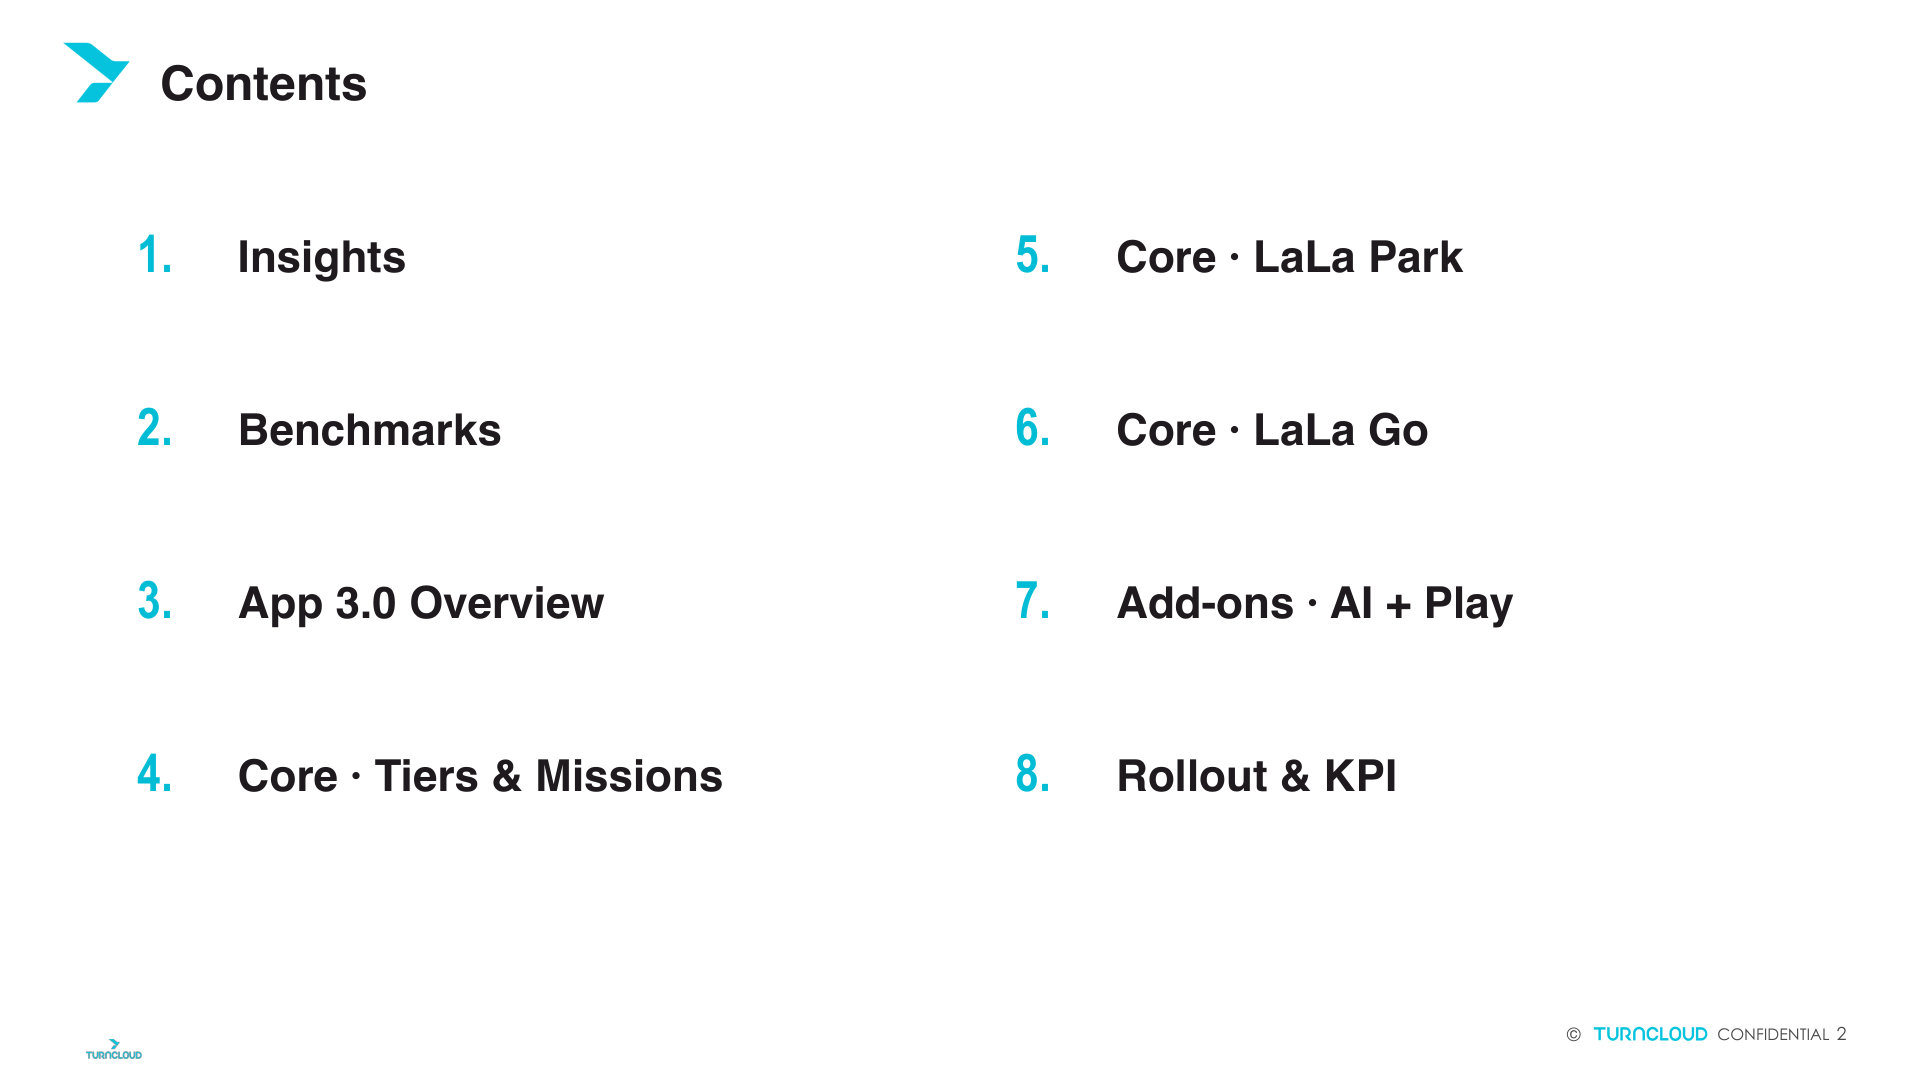 Contents
1. Insights
2. Benchmarks
3. App 3.0 Overview
4. Core · Tiers & Missions
5. Core · LaLa Park
6. Core · LaLa Go
7. Add-ons · AI + Play
8. Rollout & KPI
TURNCLOUD
© TURNCLOUD CONFIDENTIAL 2